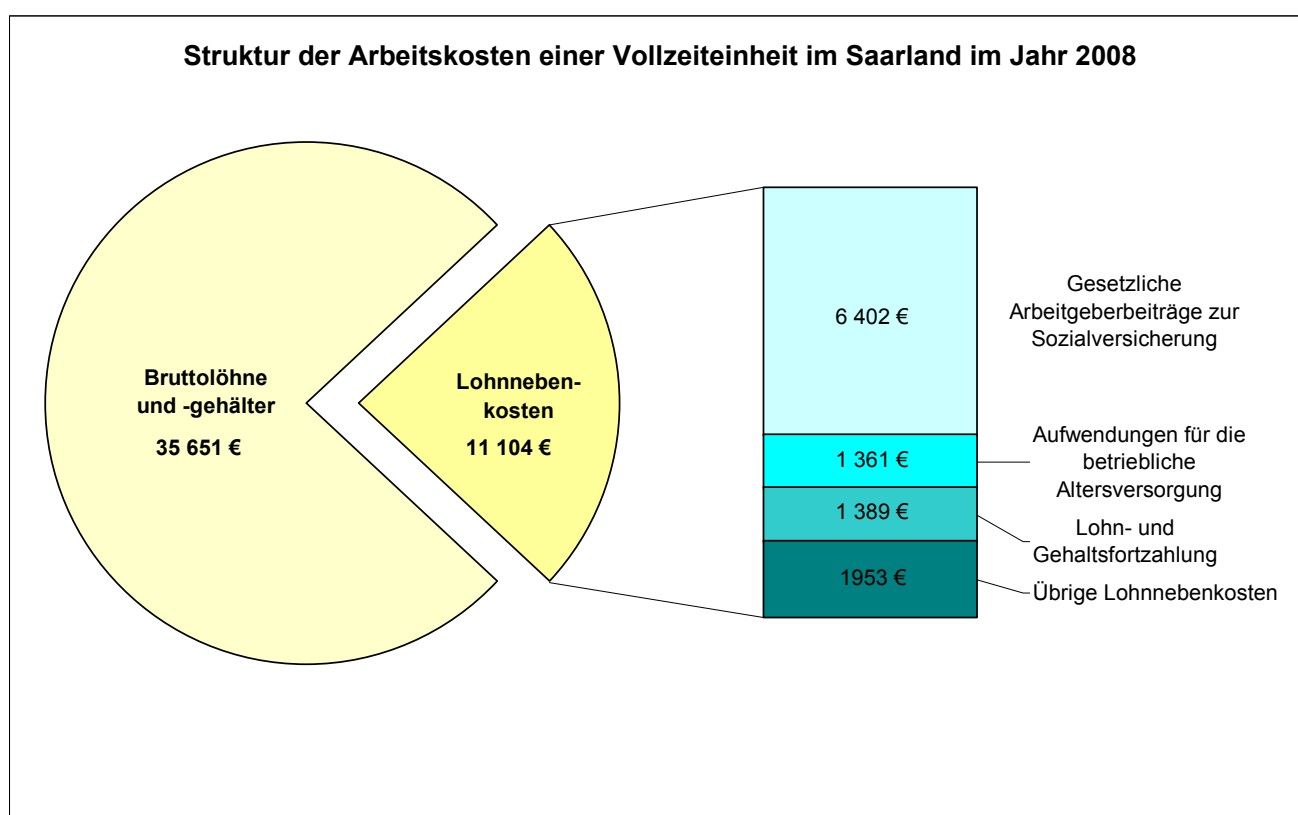 Struktur der Arbeitskosten einer Vollzeiteinheit im Saarland im Jahr 2008
Bruttolöhne
und -gehälter
35 651 €
Lohnneben-
kosten
11 104 €
6 402 €
Gesetzliche
Arbeitgeberbeiträge zur
Sozialversicherung
1 361 €
Aufwendungen für die
betriebliche
Altersversorgung
1 389 €
Lohn- und
Gehaltsfortzahlung
1953 €
Übrige Lohnnebenkosten